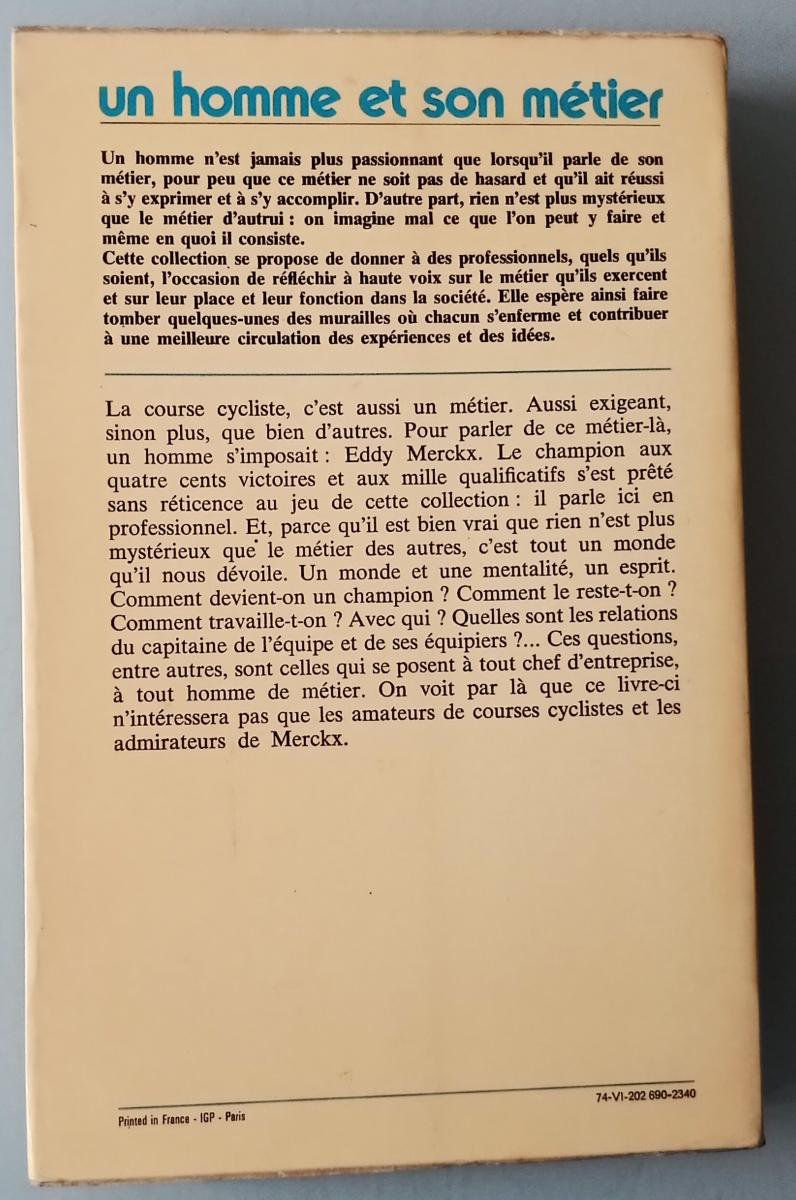 un homme et son métier
Un homme n'est jamais plus passionnant que lorsqu'il parle de son
métier, pour peu que ce métier ne soit pas de hasard et qu'il ait réussi
à s'y exprimer et à s'y accomplir. D'autre part, rien n'est plus mystérieux
que le métier d'autrui : on imagine mal ce que l'on peut y faire et
même en quoi il consiste.
Cette collection se propose de donner à des professionnels, quels qu'ils
soient, l'occasion de réfléchir à haute voix sur le métier qu'ils exercent
et sur leur place et leur fonction dans la société. Elle espère ainsi faire
tomber quelques-unes des murailles où chacun s'enferme et contribuer
à une meilleure circulation des expériences et des idées.
La course cycliste, c'est aussi un métier. Aussi exigeant,
sinon plus, que bien d'autres. Pour parler de ce métier-là,
un homme s'imposait : Eddy Merckx. Le champion aux
quatre cents victoires et aux mille qualificatifs s'est prêté
sans réticence au jeu de cette collection : il parle ici en
professionnel. Et, parce qu'il est bien vrai que rien n'est plus
mystérieux que le métier des autres, c'est tout un monde
qu'il nous dévoile. Un monde et une mentalité, un esprit.
Comment devient-on un champion ? Comment le reste-t-on ?
Comment travaille-t-on ? Avec qui ? Quelles sont les relations
du capitaine de l'équipe et de ses équipiers ?... Ces questions,
entre autres, sont celles qui se posent à tout chef d'entreprise,
à tout homme de métier. On voit par là que ce livre-ci
n'intéressera pas que les amateurs de courses cyclistes et les
admirateurs de Merckx.
74-VI-202 690-2340
Printed in France - IGP - Paris